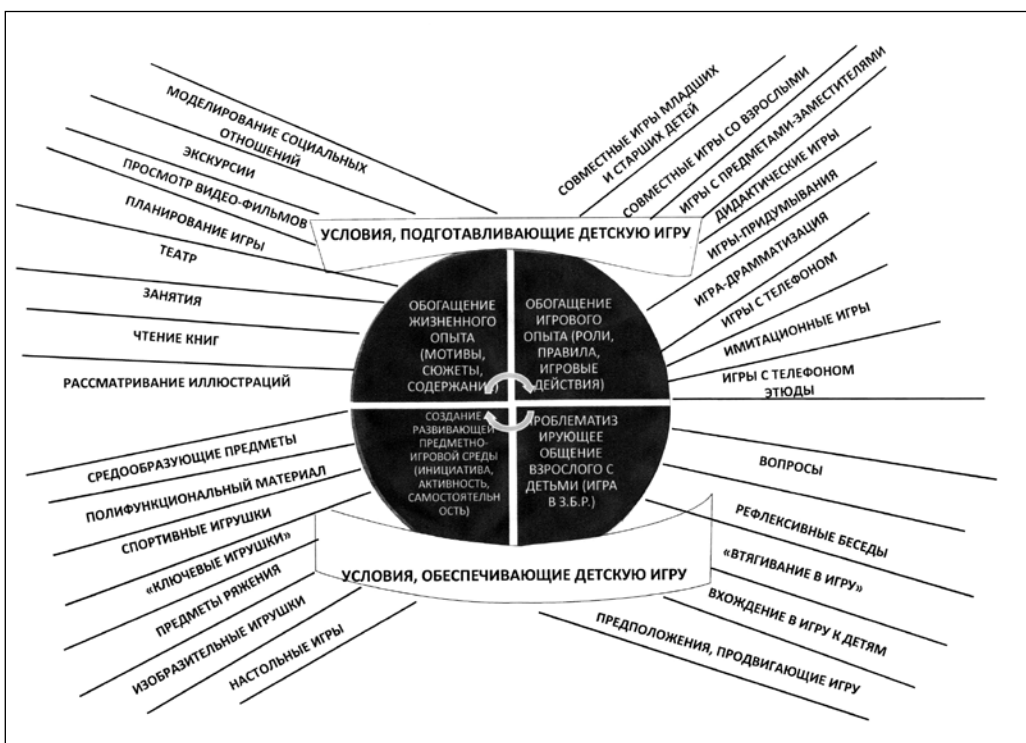 МОДЕЛИРОВАНИЕ СОЦИАЛЬНЫХ
ОТНОШЕНИЙ
ЭКСКУРСИИ
ПРОСМОТР ВИДЕО-ФИЛЬМОВ
ПЛАНИРОВАНИЕ ИГРЫ
ТЕАТР
ЗАНЯТИЯ
ЧТЕНИЕ КНИГ
РАССМАТРИВАНИЕ ИЛЛЮСТРАЦИЙ
СОВМЕСТНЫЕ ИГРЫ МЛАДШИХ
И СТАРШИХ ДЕТЕЙ
СОВМЕСТНЫЕ ИГРЫ СО ВЗРОСЛЫМИ
ИГРЫ С ПРЕДМЕТАМИ-ЗАМЕСТИТЕЛЯМИ
ДИДАКТИЧЕСКИЕ ИГРЫ
ИГРЫ-ПРИДУМЫВАНИЯ
ИГРА-ДРАММАТИЗАЦИЯ
ИГРЫ С ТЕЛЕФОНОМ
ИМИТАЦИОННЫЕ ИГРЫ
ИГРЫ С ТЕЛЕФОНОМ
ЭТЮДЫ
УСЛОВИЯ, ПОДГОТАВЛИВАЮЩИЕ ДЕТСКУЮ ИГРУ
ОБОГАЩЕНИЕ
ЖИЗНЕННОГО
ОПЫТА
(МОТИВЫ,
СЮЖЕТЫ,
СОДЕРЖАНИЕ)
ОБОГАЩЕНИЕ
ИГРОВОГО
ОПЫТА (РОЛИ,
ПРАВИЛА,
ИГРОВЫЕ
ДЕЙСТВИЯ)
СОЗДАНИЕ
РАЗВИВАЮЩЕЙ
ПРЕДМЕТНО-
ИГРОВОЙ СРЕДЫ
(ИНИЦИАТИВА,
АКТИВНОСТЬ,
САМОСТОЯТЕЛЬН
ОСТЬ)
ПРОБЛЕМАТИЗ
ИРУЮЩЕЕ
ОБЩЕНИЕ
ВЗРОСЛОГО С
ДЕТЬМИ (ИГРА
В З.Б.Р.)
УСЛОВИЯ, ОБЕСПЕЧИВАЮЩИЕ ДЕТСКУЮ ИГРУ
СРЕДООБРАЗУЮЩИЕ ПРЕДМЕТЫ
ПОЛИФУНКЦИОНАЛЬНЫЙ МАТЕРИАЛ
СПОРТИВНЫЕ ИГРУШКИ
«КЛЮЧЕВЫЕ ИГРУШКИ»
ПРЕДМЕТЫ РЯЖЕНИЯ
ИЗОБРАЗИТЕЛЬНЫЕ ИГРУШКИ
НАСТОЛЬНЫЕ ИГРЫ
ВОПРОСЫ
РЕФЛЕКСИВНЫЕ БЕСЕДЫ
«ВТЯГИВАНИЕ В ИГРУ»
ВХОЖДЕНИЕ В ИГРУ К ДЕТЯМ
ПРЕДПОЛОЖЕНИЯ, ПРОДВИГАЮЩИЕ ИГРУ